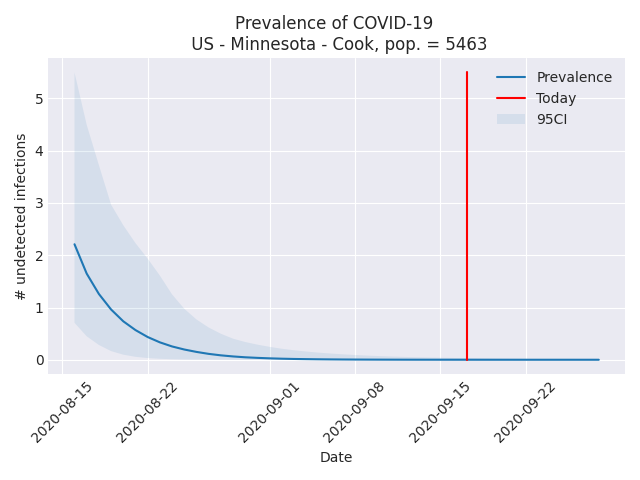 Prevalence of COVID-19
US - Minnesota - Cook, pop. = 5463
Prevalence
Today
95CI
# undetected infections
5
4
3
2
1
0
2020-08-15
2020-08-22
2020-09-01
2020-09-08
2020-09-15
2020-09-22
Date